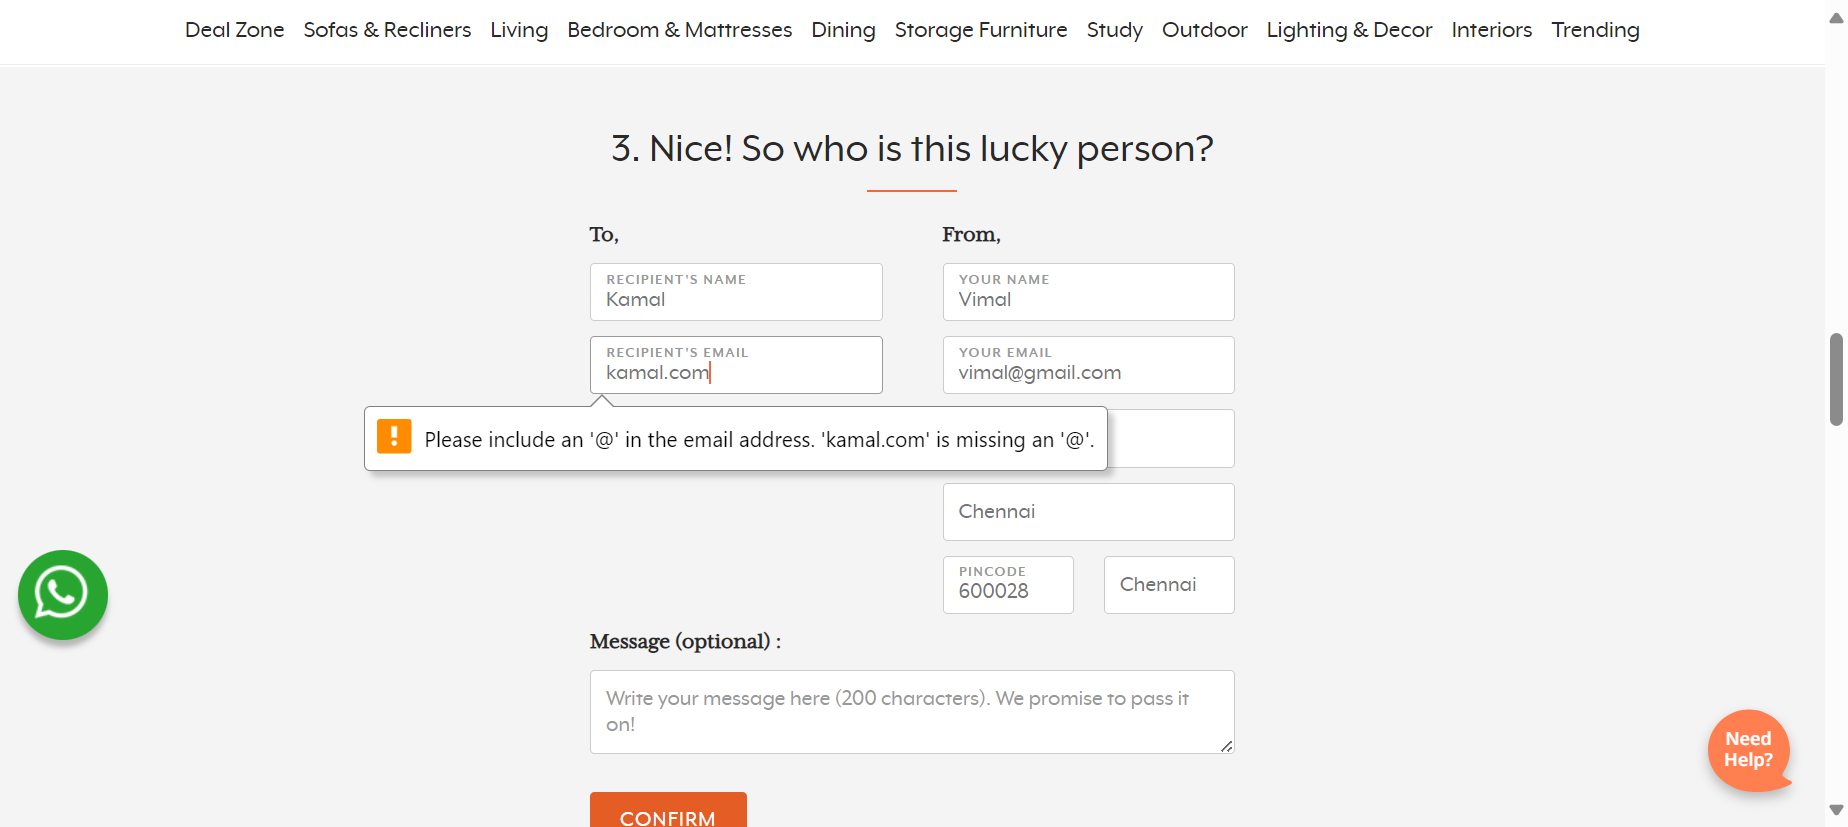 Deal Zone Sofas & Recliners Living Bedroom & Mattresses Dining Storage Furniture Study Outdoor Lighting & Decor Interiors Trending
3. Nice! So who is this lucky person?
To,
From,
RECIPIENT'S NAME
Kamal
YOUR NAME
Vimal
RECIPIENT'S EMAIL
kamal.com
YOUR EMAIL
vimal@gmail.com
! Please include an '@' in the email address. 'kamal.com' is missing an '@'.
Chennai
PINCODE
600028
Chennai
Message (optional) :
Write your message here (200 characters). We promise to pass it
on!
CONFIRM
Need
Help?